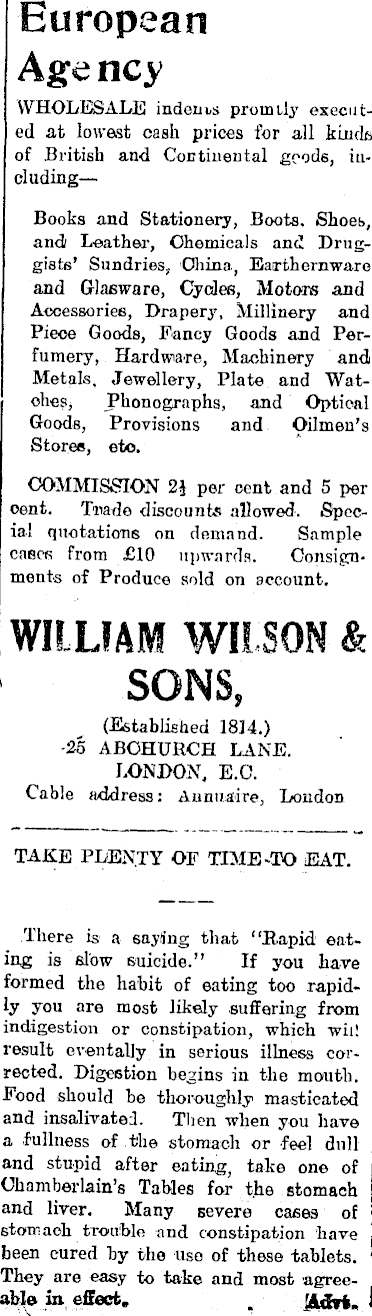 European
Agency
WHOLESALE indents promtly execut-
ed at lowest cash prices for all kinds
of British and Continental goods, in-
cluding—
Books and Stationery, Boots. Shoes,
and Leather, Chemicals and Drug-
gists' Sundries, China, Earthernware
and Glasware, Cycles, Motors and
Accessories, Drapery, Millinery and
Piece Goods, Fancy Goods and Per-
fumery, Hardware, Machinery and
Metals, Jewellery, Plate and Wat-
ches, Phonographs, and Optical
Goods, Provisions and Oilmen's
Stores, etc.
COMMISSION 2½ per cent and 5 per
cent. Trade discounts allowed. Spec-
ial quotations on demand. Sample
cases from £10 upwards. Consign-
ments of Produce sold on account.
WILLIAM WILSON &
SONS,
(Established 1814.)
25 ABCHURCH LANE.
LONDON, E.C.
Cable address: Annuaire, London
TAKE PLENTY OF TIME TO EAT.
There is a saying that "Rapid eat-
ing is slow suicide." If you have
formed the habit of eating too rapid-
ly you are most likely suffering from
indigestion or constipation, which will
result eventally in serious illness cor-
rected. Digestion begins in the mouth.
Food should be thoroughly masticated
and insalivated. Then when you have
a fullness of the stomach or feel dull
and stupid after eating, take one of
Chamberlain's Tables for the stomach
and liver. Many severe cases of
stomach trouble and constipation have
been cured by the use of these tablets.
They are easy to take and most agree-
able in effect. Advt.